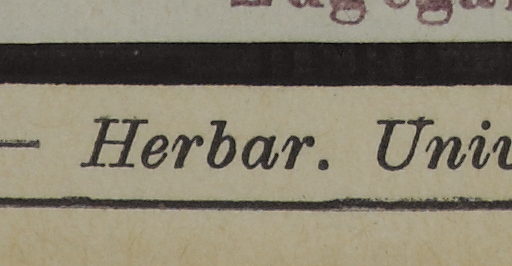 — Herbar. Univ